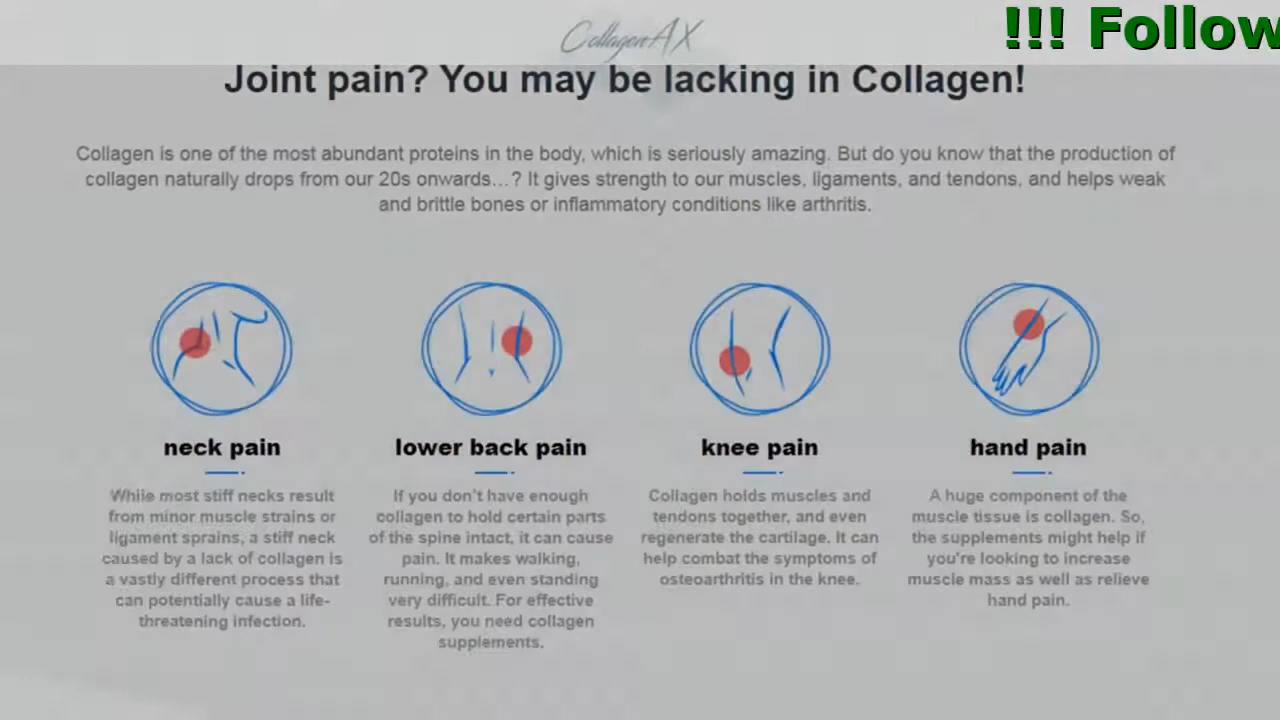 CollagenAX
!!! Follow
Joint pain? You may be lacking in Collagen!
Collagen is one of the most abundant proteins in the body, which is seriously amazing. But do you know that the production of
collagen naturally drops from our 20s onwards...? It gives strength to our muscles, ligaments, and tendons, and helps weak
and brittle bones or inflammatory conditions like arthritis.
neck pain
While most stiff necks result
from minor muscle strains or
ligament sprains, a stiff neck
caused by a lack of collagen is
a vastly different process that
can potentially cause a life-
threatening infection.
lower back pain
If you don't have enough
collagen to hold certain parts
of the spine intact, it can cause
pain. It makes walking,
running, and even standing
very difficult. For effective
results, you need collagen
supplements.
knee pain
Collagen holds muscles and
tendons together, and even
regenerate the cartilage. It can
help combat the symptoms of
osteoarthritis in the knee.
hand pain
A huge component of the
muscle tissue is collagen. So,
the supplements might help if
you're looking to increase
muscle mass as well as relieve
hand pain.